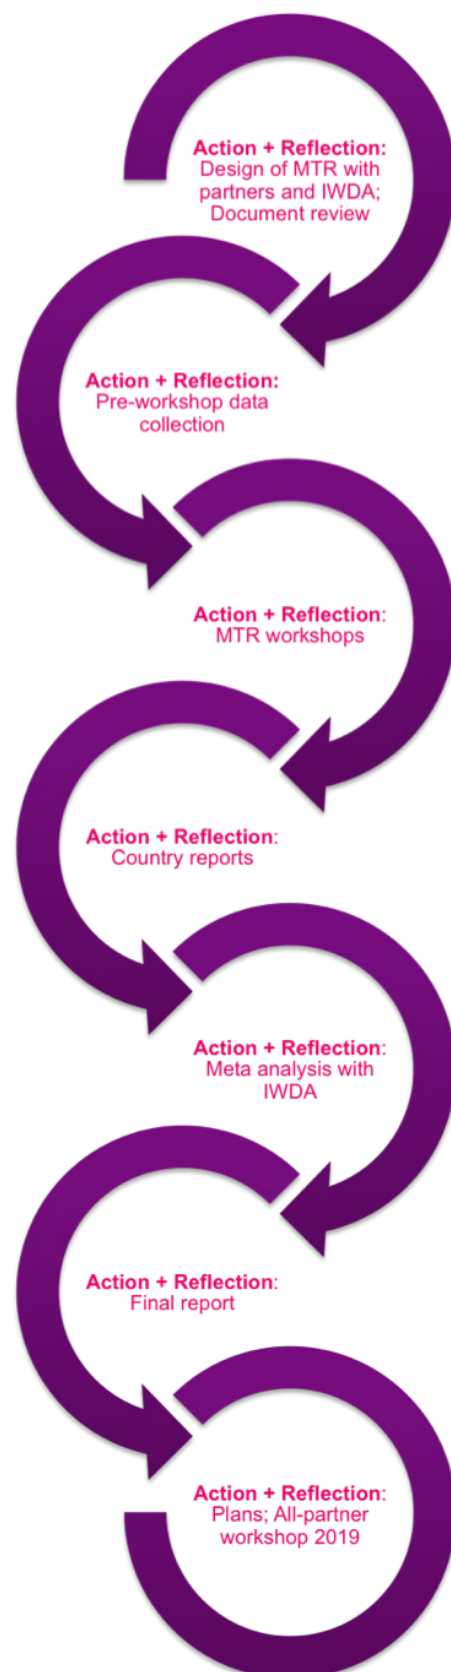 Action + Reflection:
Design of MTR with
partners and IWDA;
Document review
Action + Reflection:
Pre-workshop data
collection
Action + Reflection:
MTR workshops
Action + Reflection:
Country reports
Action + Reflection:
Meta analysis with
IWDA
Action + Reflection:
Final report
Action + Reflection:
Plans; All-partner
workshop 2019